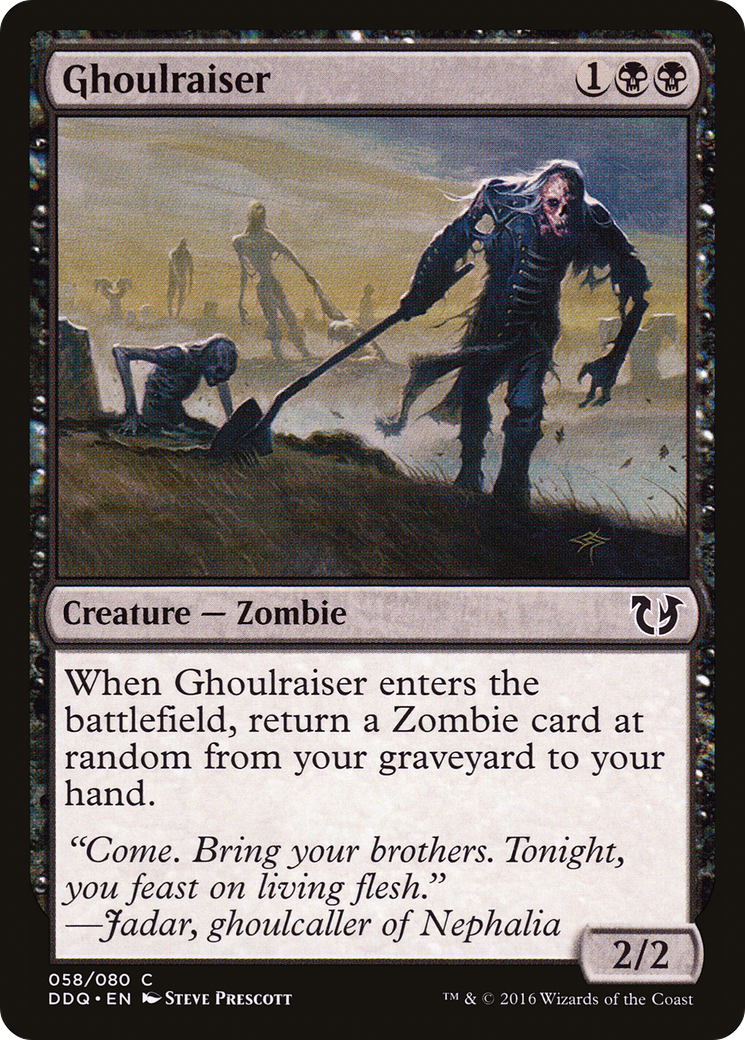 Ghoulraiser 1
Creature — Zombie
When Ghoulraiser enters the
battlefield, return a Zombie card at
random from your graveyard to your
hand.
“Come. Bring your brothers. Tonight,
you feast on living flesh.”
—Jadar, ghoulcaller of Nephalia
2/2
058/080 C
DDQ • EN Steve Prescott
™ & © 2016 Wizards of the Coast